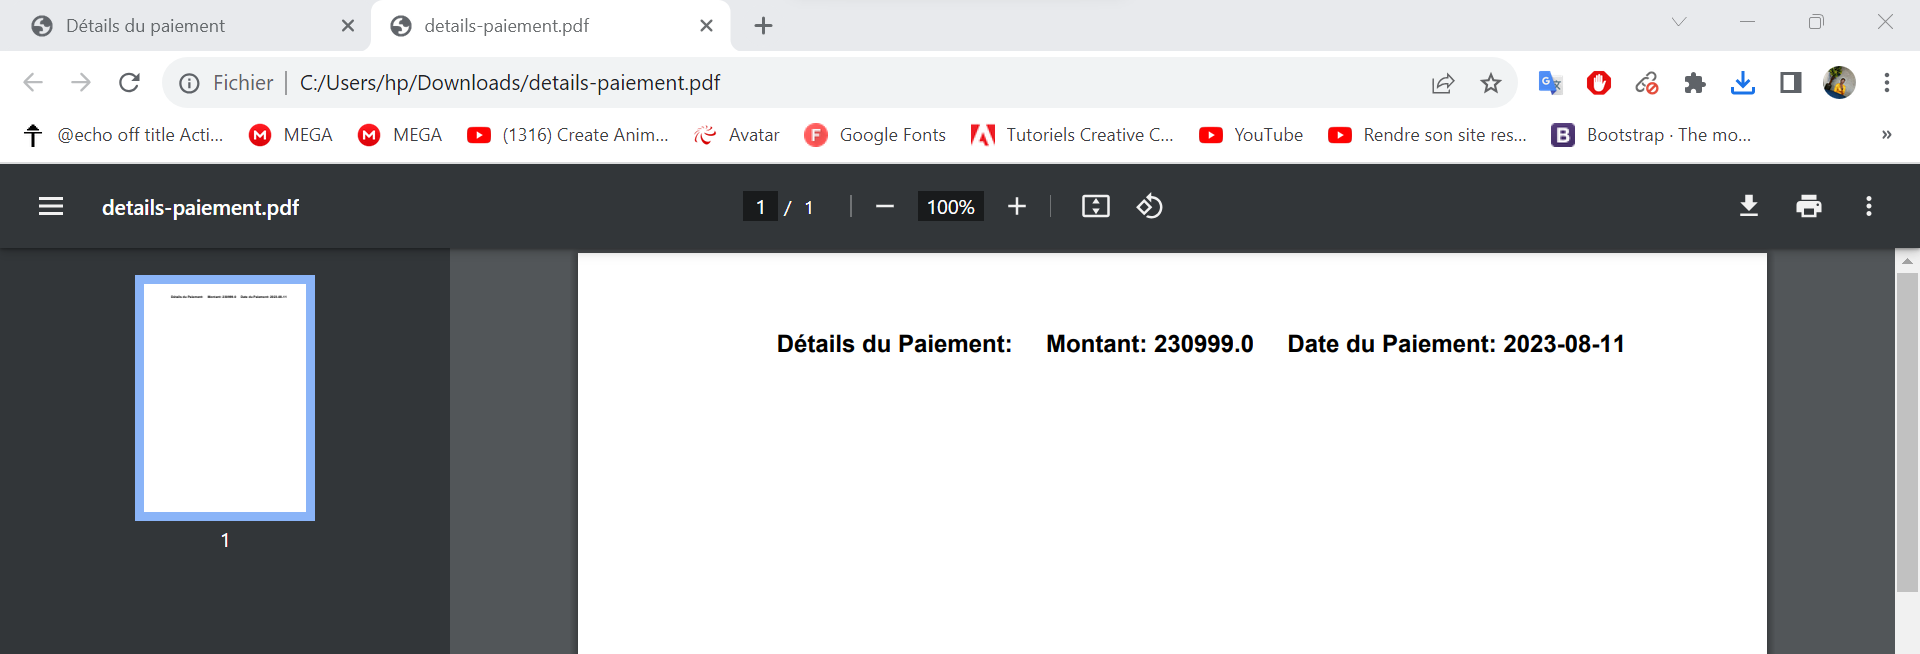 Détails du paiement
details-paiement.pdf
Fichier C:/Users/hp/Downloads/details-paiement.pdf
@echo off title Acti... MEGA MEGA (1316) Create Anim... Avatar Google Fonts Tutoriels Creative C... YouTube Rendre son site res... Bootstrap · The mo... »
details-paiement.pdf 1 / 1 100%
Détails du Paiement: Montant: 230999.0 Date du Paiement: 2023-08-11
Détails du Paiement: Montant: 230999.0 Date du Paiement: 2023-08-11
1